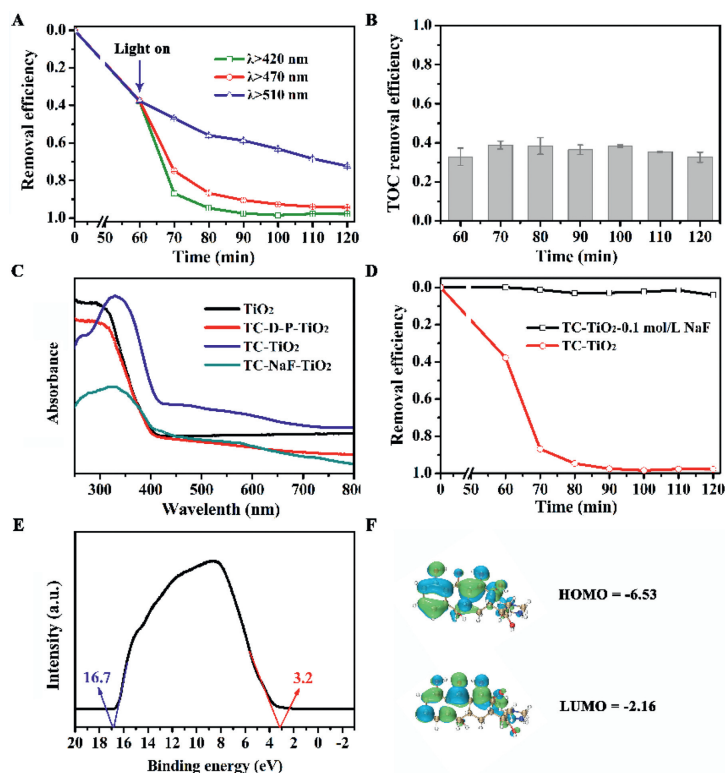 A
Light on
λ>420 nm
λ>470 nm
λ>510 nm
Removal efficiency
0.0
0.2
0.4
0.6
0.8
1.0
0 50 60 70 80 90 100 110 120
Time (min)
B
TOC removal efficiency
1.0
0.8
0.6
0.4
0.2
0.0
60 70 80 90 100 110 120
Time (min)
C
TiO2
TC-D-P-TiO2
TC-TiO2
TC-NaF-TiO2
Absorbance
300 400 500 600 700 800
Wavelenth (nm)
D
TC-TiO2-0.1 mol/L NaF
TC-TiO2
Removal efficiency
0.0
0.2
0.4
0.6
0.8
1.0
0 50 60 70 80 90 100 110 120
Time (min)
E
Intensity (a.u.)
16.7
3.2
20 18 16 14 12 10 8 6 4 2 0 -2
Binding energy (eV)
F
HOMO = -6.53
LUMO = -2.16